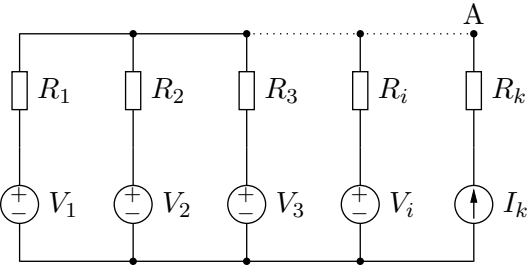 A
R₁ R₂ R₃ Rᵢ Rₖ
+ + + +
− − − −
V₁ V₂ V₃ Vᵢ Iₖ